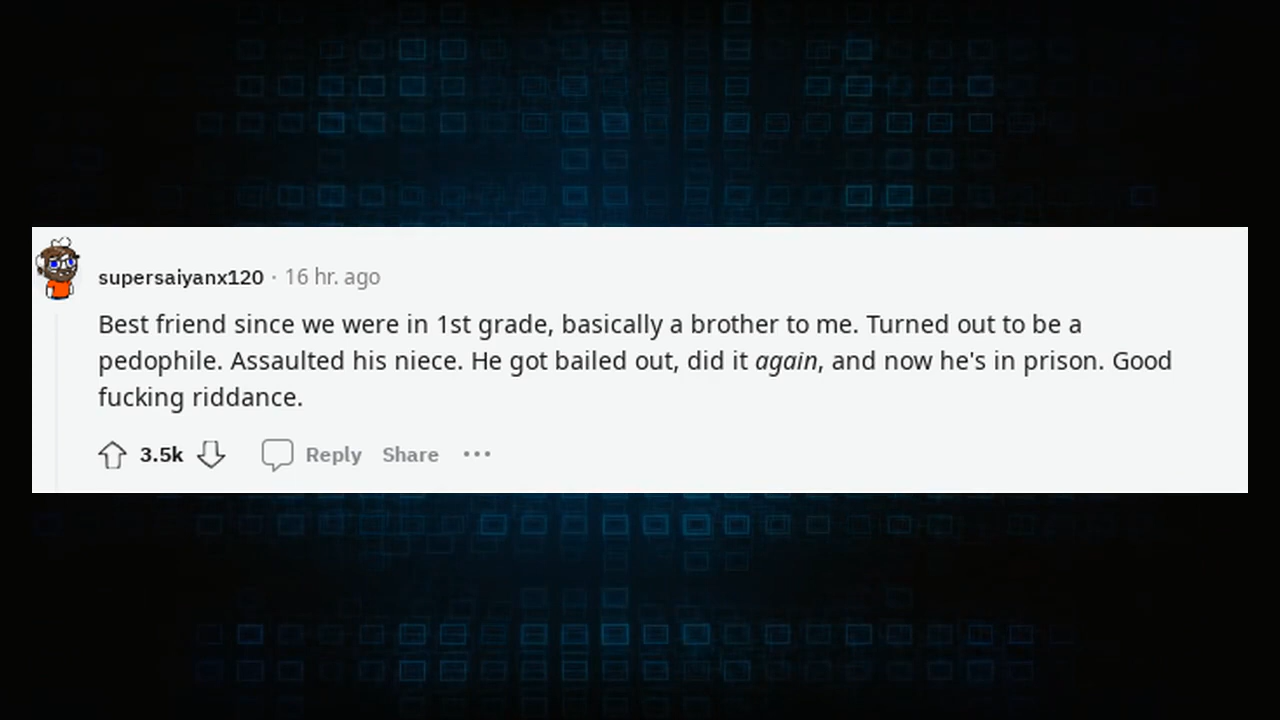 supersaiyanx120 · 16 hr. ago
Best friend since we were in 1st grade, basically a brother to me. Turned out to be a
pedophile. Assaulted his niece. He got bailed out, did it again, and now he's in prison. Good
fucking riddance.
3.5k Reply Share •••